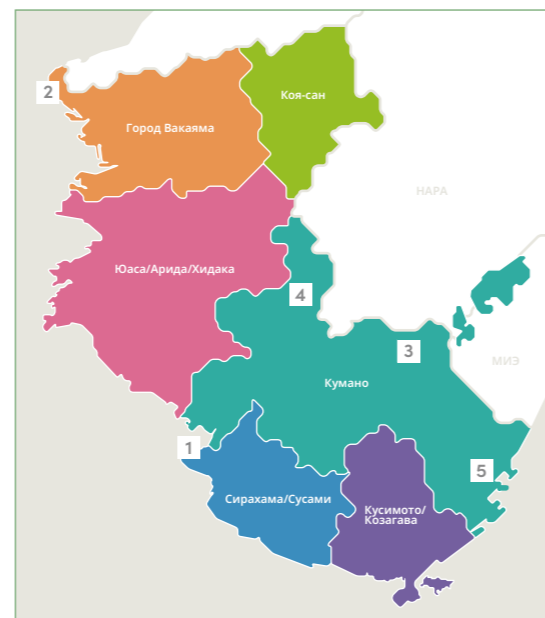 2
Город Вакаяма
Коя-сан
НАРА
Юаса/Арида/Хидака
4
3
МИЭ
Кумано
1
5
Сирахама/Сусами
Кусимото/
Козагава